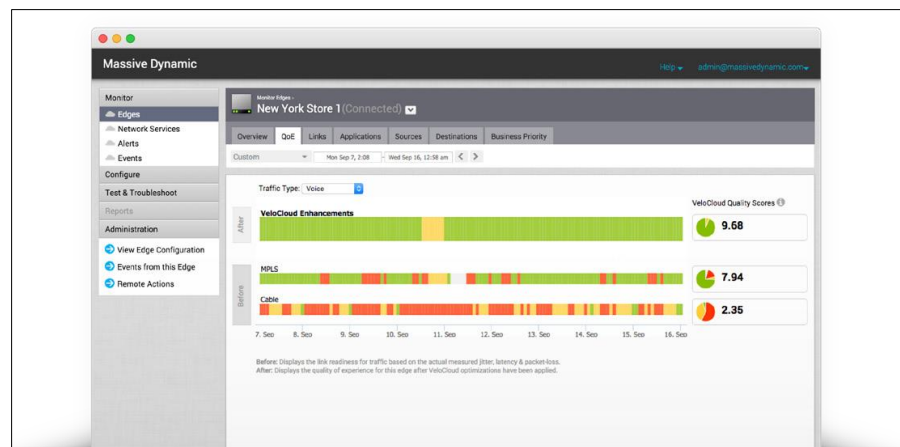 Massive Dynamic
Help
admin@massivedynamic.com
Monitor
Edges
Network Services
Alerts
Events
Configure
Test & Troubleshoot
Reports
Administration
View Edge Configuration
Events from this Edge
Remote Actions
Monitor Edges -
New York Store 1 (Connected)
Overview QoE Links Applications Sources Destinations Business Priority
Custom Mon Sep 7, 2:08 - Wed Sep 16, 12:58 am < >
Traffic Type: Voice
VeloCloud Quality Scores
After
VeloCloud Enhancements
9.68
Before
MPLS
7.94
Cable
2.35
7. Sep 8. Sep 9. Sep 10. Sep 11. Sep 12. Sep 13. Sep 14. Sep 15. Sep 16. Sep
Before: Displays the link readiness for traffic based on the actual measured jitter, latency & packet-loss.
After: Displays the quality of experience for this edge after VeloCloud optimizations have been applied.